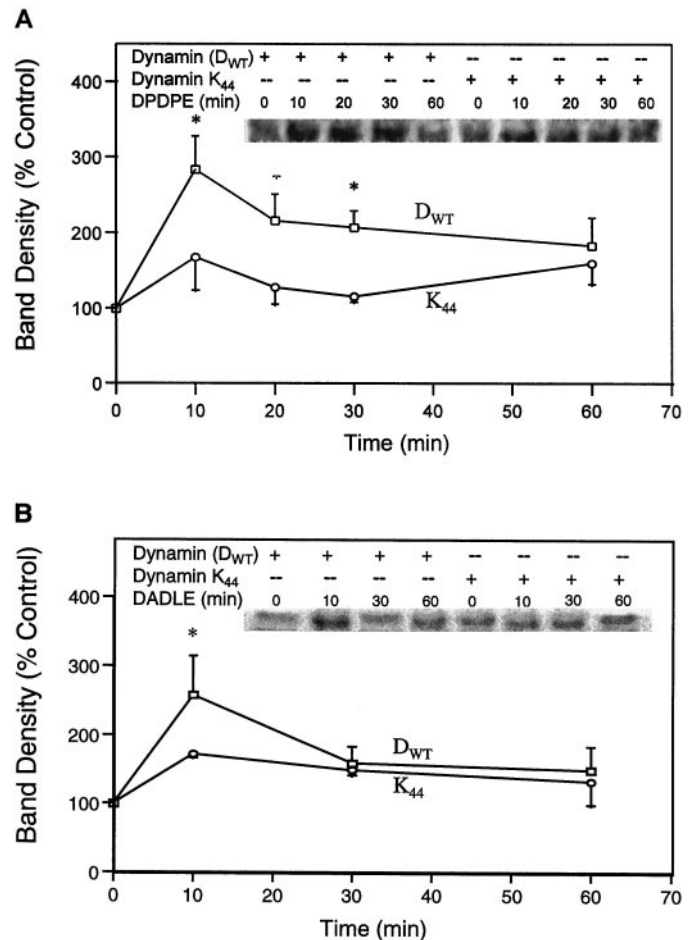 A
Dynamin (DWT) + + + + + -- -- -- -- --
Dynamin K44 -- -- -- -- -- + + + + +
DPDPE (min) 0 10 20 30 60 0 10 20 30 60
Band Density (% Control)
400
300
200
100
0
*
*
DWT
K44
0 10 20 30 40 50 60 70
Time (min)
B
Dynamin (DWT) + + + + -- -- -- --
Dynamin K44 -- -- -- -- + + + +
DADLE (min) 0 10 30 60 0 10 30 60
Band Density (% Control)
400
300
200
100
0
*
DWT
K44
0 10 20 30 40 50 60 70
Time (min)